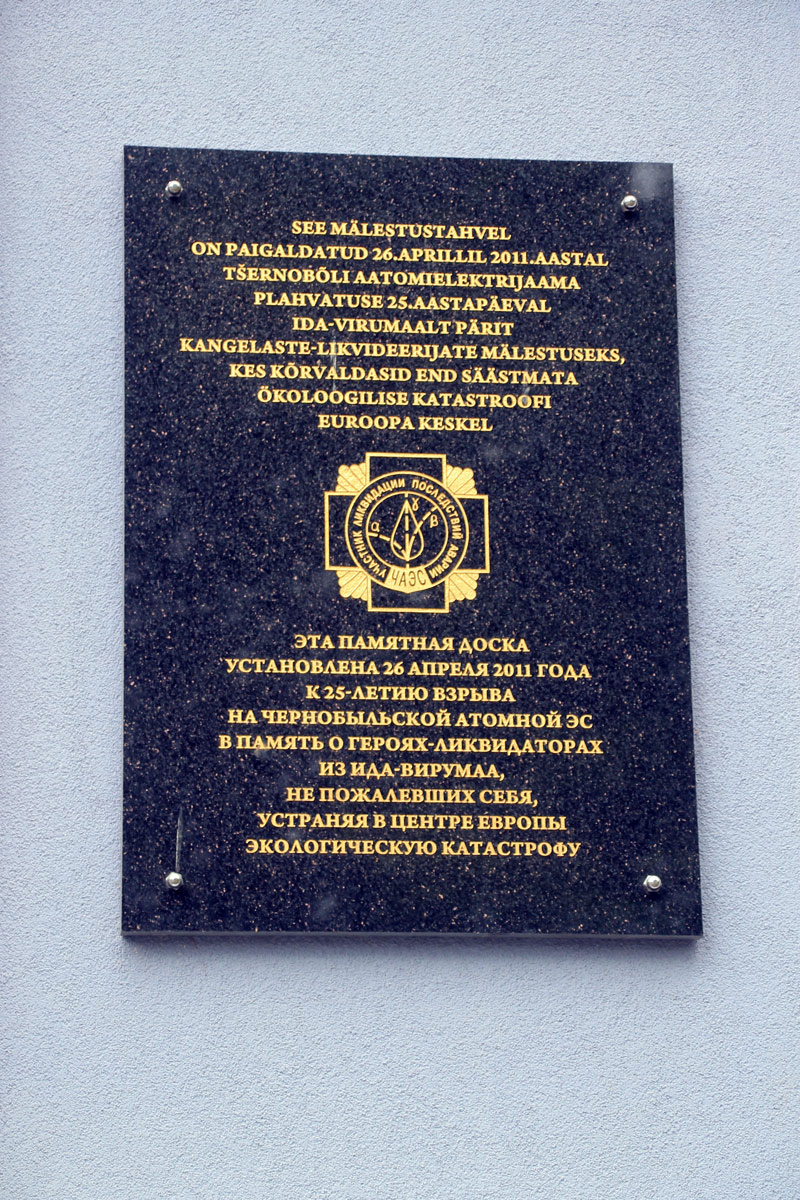 SEE MÄLESTUSTAHVEL
ON PAIGALDATUD 26.APRILLIL 2011.AASTAL
TŠERNOBÕLI AATOMIELEKTRIJAAMA
PLAHVATUSE 25.AASTAPÄEVAL
IDA-VIRUMAALT PÄRIT
KANGELASTE-LIKVIDEERIJATE MÄLESTUSEKS,
KES KÕRVALDASID END SÄÄSTMATA
ÖKOLOOGILISE KATASTROOFI
EUROOPA KESKEL
УЧАСТНИК ЛИКВИДАЦИИ ПОСЛЕДСТВИЙ АВАРИИ
α γ β
ЧАЭС
ЭТА ПАМЯТНАЯ ДОСКА
УСТАНОВЛЕНА 26 АПРЕЛЯ 2011 ГОДА
К 25-ЛЕТИЮ ВЗРЫВА
НА ЧЕРНОБЫЛЬСКОЙ АТОМНОЙ ЭС
В ПАМЯТЬ О ГЕРОЯХ-ЛИКВИДАТОРАХ
ИЗ ИДА-ВИРУМАА,
НЕ ПОЖАЛЕВШИХ СЕБЯ,
УСТРАНЯЯ В ЦЕНТРЕ ЕВРОПЫ
ЭКОЛОГИЧЕСКУЮ КАТАСТРОФУ